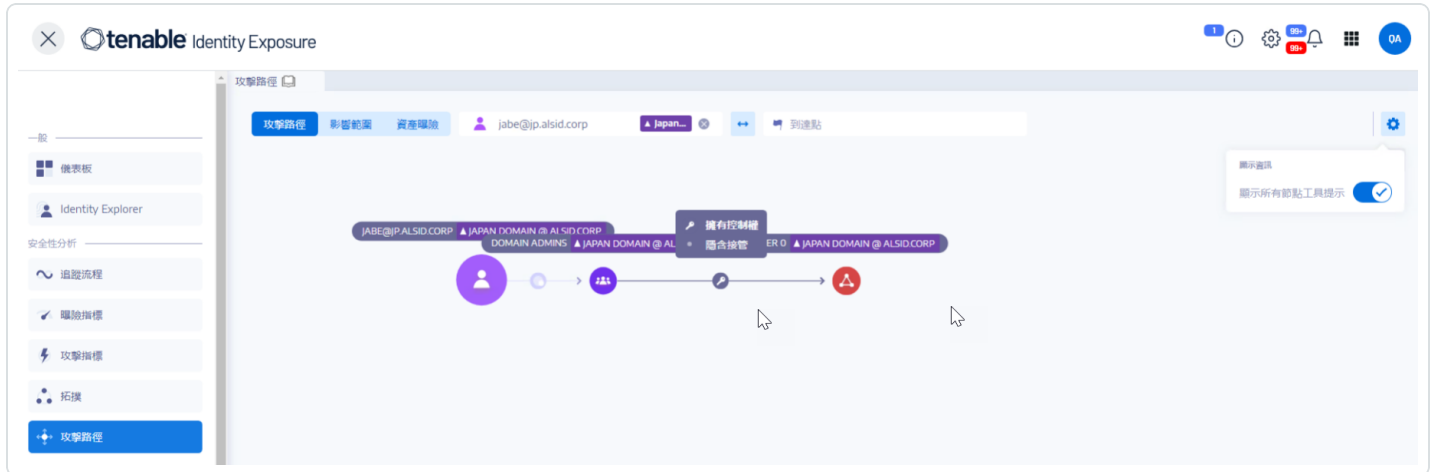 tenable Identity Exposure
1
99+
99+
QA
攻擊路徑
攻擊路徑 影響範圍 資產曝險 jabe@jp.alsid.corp Japan... 到達點
一般
儀表板
Identity Explorer
安全性分析
追蹤流程
曝險指標
攻擊指標
拓撲
攻擊路徑
顯示資訊
顯示所有節點工具提示
JABE@JP.ALSID.CORP JAPAN DOMAIN @ ALSID.CORP
擁有控制權
隱含接管
DOMAIN ADMINS JAPAN DOMAIN @ AL
ER 0 JAPAN DOMAIN @ ALSID.CORP